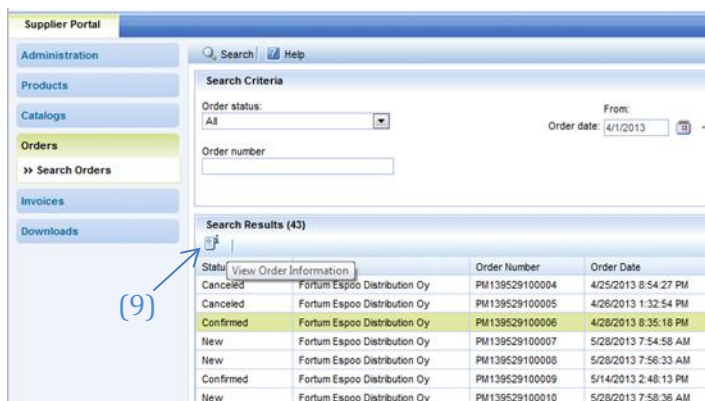 Supplier Portal
Administration
Products
Catalogs
Orders
>> Search Orders
Invoices
Downloads
Search Help
Search Criteria
Order status:
All
From:
Order date: 4/1/2013
Order number
Search Results (43)
View Order Information
(9)
Order Number Order Date
Canceled Fortum Espoo Distribution Oy PM139529100004 4/25/2013 8:54:27 PM
Canceled Fortum Espoo Distribution Oy PM139529100005 4/26/2013 1:32:54 PM
Confirmed Fortum Espoo Distribution Oy PM139529100006 4/28/2013 8:35:18 PM
New Fortum Espoo Distribution Oy PM139529100007 5/28/2013 7:54:58 AM
New Fortum Espoo Distribution Oy PM139529100008 5/28/2013 7:56:33 AM
Confirmed Fortum Espoo Distribution Oy PM139529100009 5/14/2013 2:48:13 PM
New Fortum Espoo Distribution Oy PM139529100010 5/28/2013 7:58:36 AM